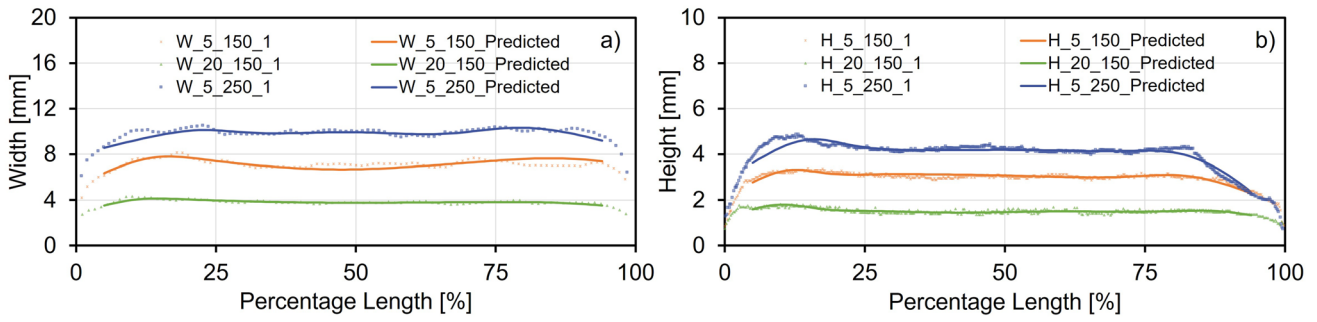 20
16
12
8
4
0
Width [mm]
W_5_150_1
W_5_150_Predicted
a)
W_20_150_1
W_20_150_Predicted
W_5_250_1
W_5_250_Predicted
0
25
50
75
100
Percentage Length [%]
10
8
6
4
2
0
Height [mm]
H_5_150_1
H_5_150_Predicted
b)
H_20_150_1
H_20_150_Predicted
H_5_250_1
H_5_250_Predicted
0
25
50
75
100
Percentage Length [%]